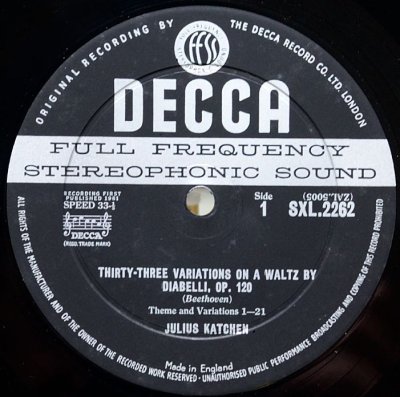 ORIGINAL RECORDING BY
THE DECCA RECORD CO. LTD. LONDON
FFSS
DECCA
FULL FREQUENCY
STEREOPHONIC SOUND
RECORDING FIRST
PUBLISHED 1961
SPEED 33⅓
DECCA
(REGD. TRADE MARK)
Side
1
(ZAL.5005)
SXL.2262
THIRTY-THREE VARIATIONS ON A WALTZ BY
DIABELLI, OP. 120
(Beethoven)
Theme and Variations 1—21
JULIUS KATCHEN
Made in England
ALL RIGHTS OF THE MANUFACTURER AND OF THE OWNER OF THE RECORDED WORK RESERVED · UNAUTHORISED PUBLIC PERFORMANCE BROADCASTING AND COPYING OF THIS RECORD PROHIBITED